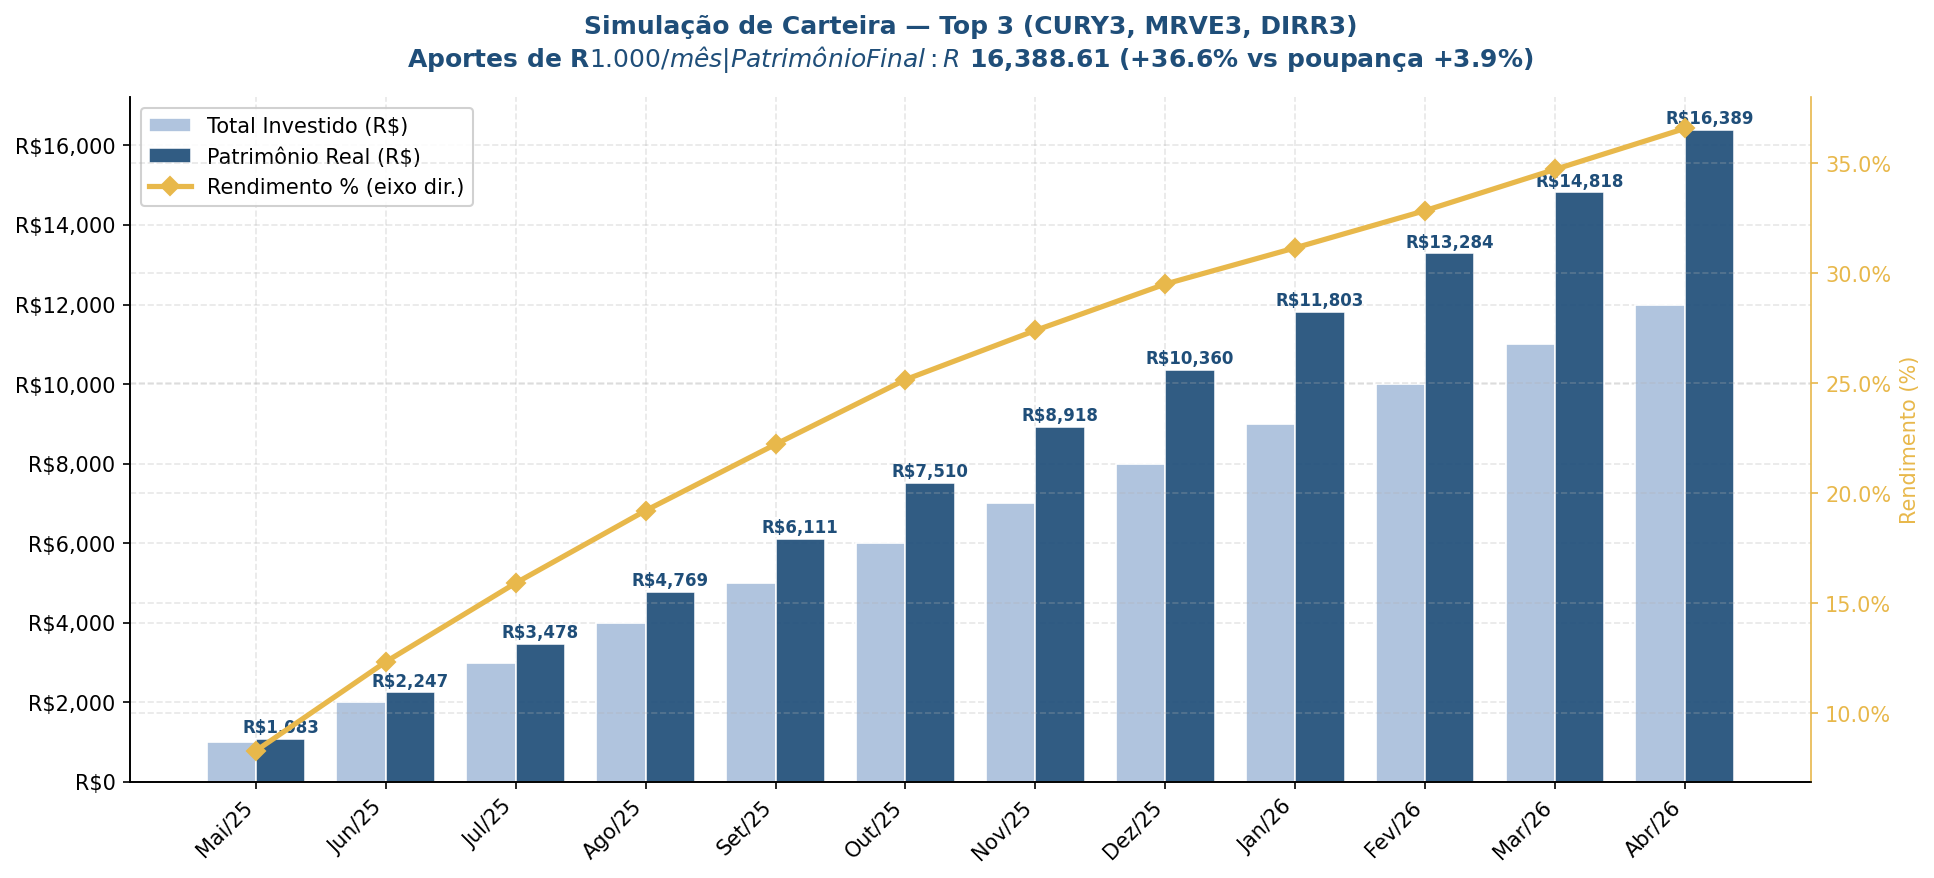 Simulação de Carteira — Top 3 (CURY3, MRVE3, DIRR3)
Aportes de R1.000/mês|PatrimônioFinal:R 16,388.61 (+36.6% vs poupança +3.9%)
Total Investido (R$)
Patrimônio Real (R$)
Rendimento % (eixo dir.)
R$16,000
R$14,000
R$12,000
R$10,000
R$8,000
R$6,000
R$4,000
R$2,000
R$0
R$1,083
R$2,247
R$3,478
R$4,769
R$6,111
R$7,510
R$8,918
R$10,360
R$11,803
R$13,284
R$14,818
R$16,389
35.0%
30.0%
25.0%
20.0%
15.0%
10.0%
Rendimento (%)
Mai/25
Jun/25
Jul/25
Ago/25
Set/25
Out/25
Nov/25
Dez/25
Jan/26
Fev/26
Mar/26
Abr/26